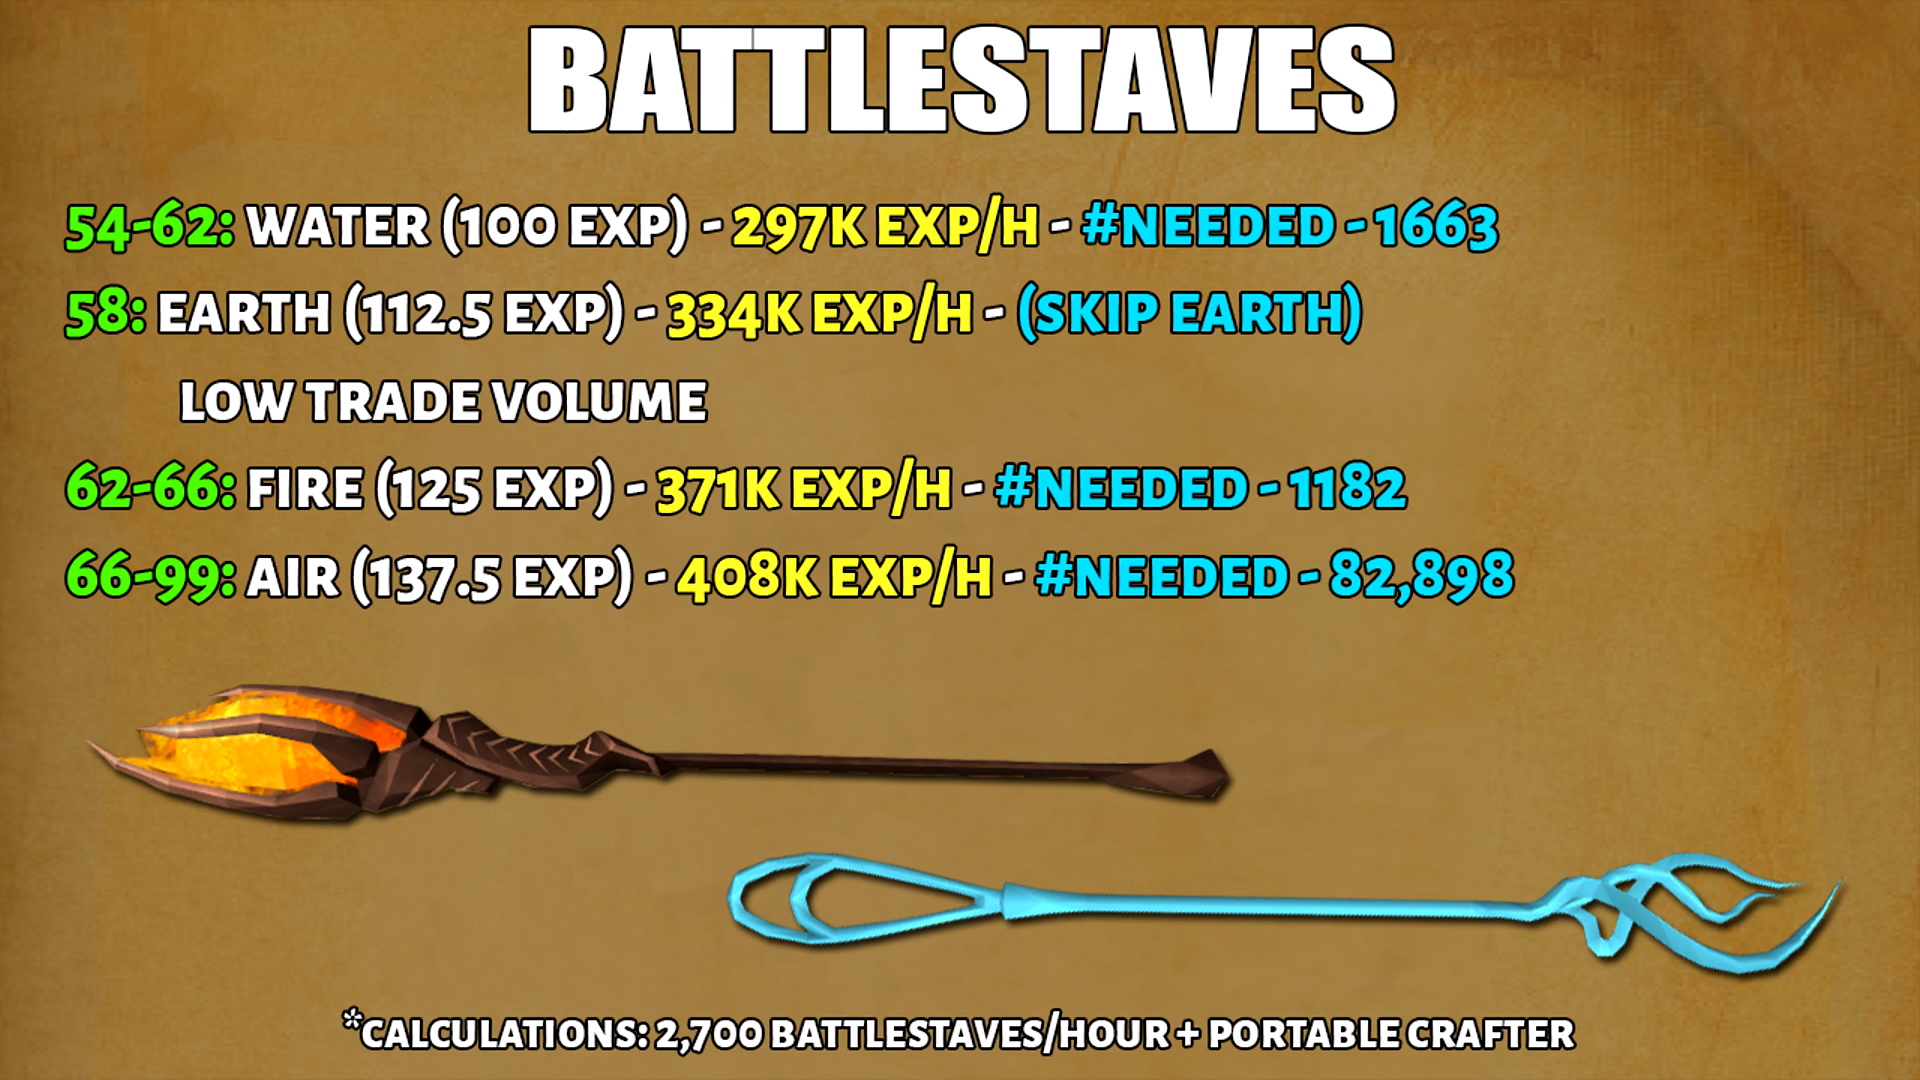 BATTLESTAVES
54-62: WATER (100 EXP) - 297K EXP/H - #NEEDED - 1663
58: EARTH (112.5 EXP) - 334K EXP/H - (SKIP EARTH)
LOW TRADE VOLUME
62-66: FIRE (125 EXP) - 371K EXP/H - #NEEDED - 1182
66-99: AIR (137.5 EXP) - 408K EXP/H - #NEEDED - 82,898
*CALCULATIONS: 2,700 BATTLESTAVES/HOUR + PORTABLE CRAFTER